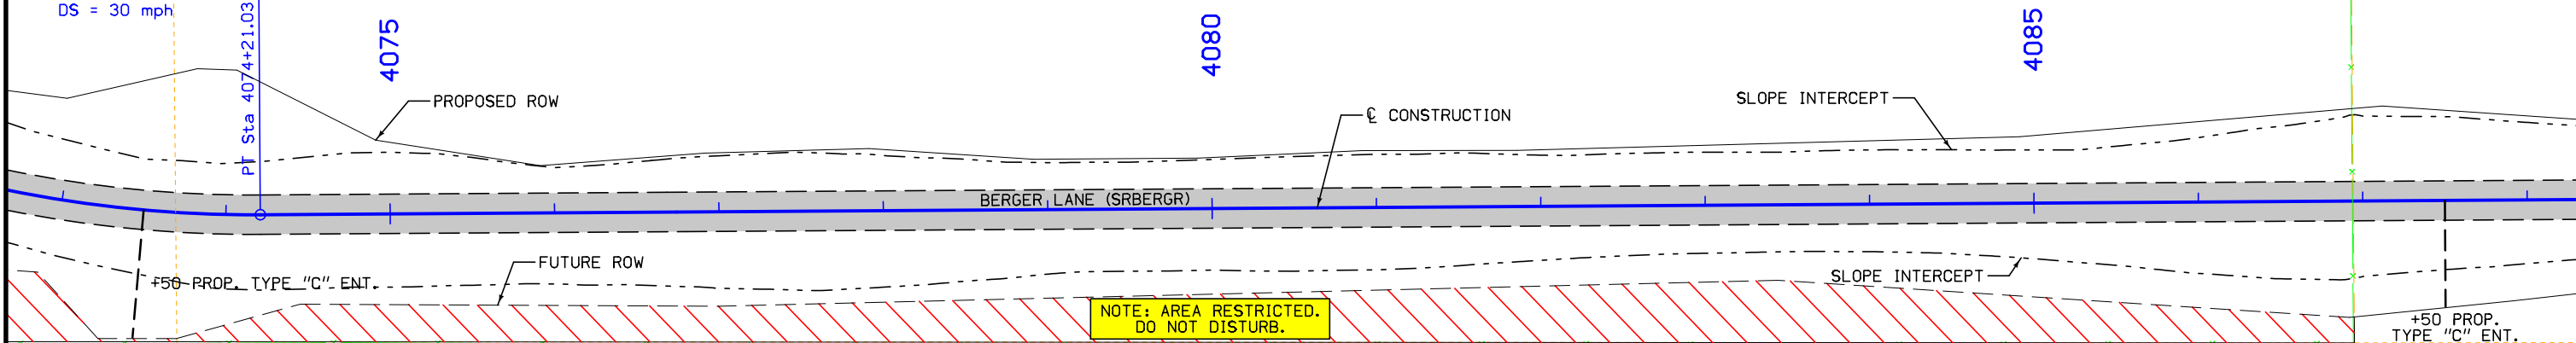 DS = 30 mph
PT Sta 4074+21.03
4075
4080
4085
PROPOSED ROW
℄ CONSTRUCTION
SLOPE INTERCEPT
BERGER LANE (SRBERGR)
FUTURE ROW
+50 PROP. TYPE "C" ENT.
SLOPE INTERCEPT
NOTE: AREA RESTRICTED.
DO NOT DISTURB.
+50 PROP.
TYPE "C" ENT.